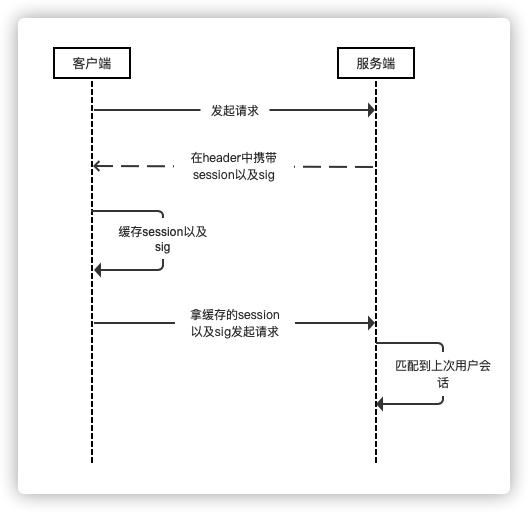 客户端
服务端
发起请求
在header中携带
session以及sig
缓存session以及
sig
拿缓存的session
以及sig发起请求
匹配到上次用户会
话